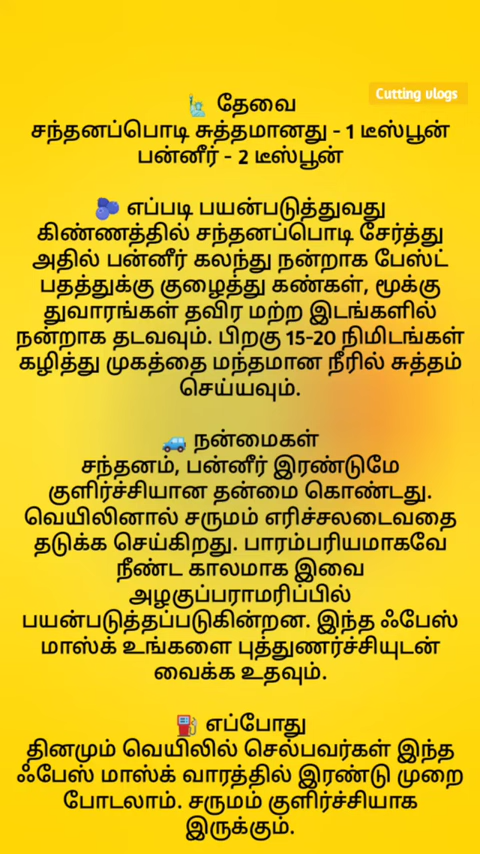 Cutting vlogs
🗽 தேவை
சந்தனப்பொடி சுத்தமானது - 1 டீஸ்பூன்
பன்னீர் - 2 டீஸ்பூன்
🫐 எப்படி பயன்படுத்துவது
கிண்ணத்தில் சந்தனப்பொடி சேர்த்து
அதில் பன்னீர் கலந்து நன்றாக பேஸ்ட்
பதத்துக்கு குழைத்து கண்கள், மூக்கு
துவாரங்கள் தவிர மற்ற இடங்களில்
நன்றாக தடவவும். பிறகு 15-20 நிமிடங்கள்
கழித்து முகத்தை மந்தமான நீரில் சுத்தம்
செய்யவும்.
🚙 நன்மைகள்
சந்தனம், பன்னீர் இரண்டுமே
குளிர்ச்சியான தன்மை கொண்டது.
வெயிலினால் சருமம் எரிச்சலடைவதை
தடுக்க செய்கிறது. பாரம்பரியமாகவே
நீண்ட காலமாக இவை
அழகுப்பராமரிப்பில்
பயன்படுத்தப்படுகின்றன. இந்த ஃபேஸ்
மாஸ்க் உங்களை புத்துணர்ச்சியுடன்
வைக்க உதவும்.
⛽ எப்போது
தினமும் வெயிலில் செல்பவர்கள் இந்த
ஃபேஸ் மாஸ்க் வாரத்தில் இரண்டு முறை
போடலாம். சருமம் குளிர்ச்சியாக
இருக்கும்.